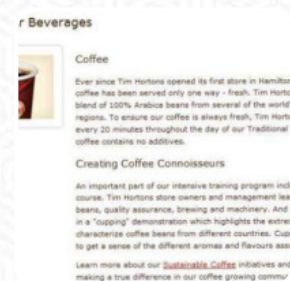 r Beverages
Coffee
Ever since Tim Hortons opened its first store in Hamilton
coffee has been served only one way - fresh. Tim Horto
blend of 100% Arabica beans from several of the world
regions. To ensure our coffee is always fresh, Tim Horto
every 20 minutes throughout the day of our Traditional
coffee contains no additives.
Creating Coffee Connoisseurs
An important part of our intensive training program incl
course. Tim Hortons store owners and management lea
beans, quality assurance, brewing and machinery. And
in a "cupping" demonstration which highlights the extre
characterize coffee beans from different countries. Cup
to get a sense of the different aromas and flavours ass
Learn more about our Sustainable Coffee initiatives and
making a true difference in our coffee growing commu